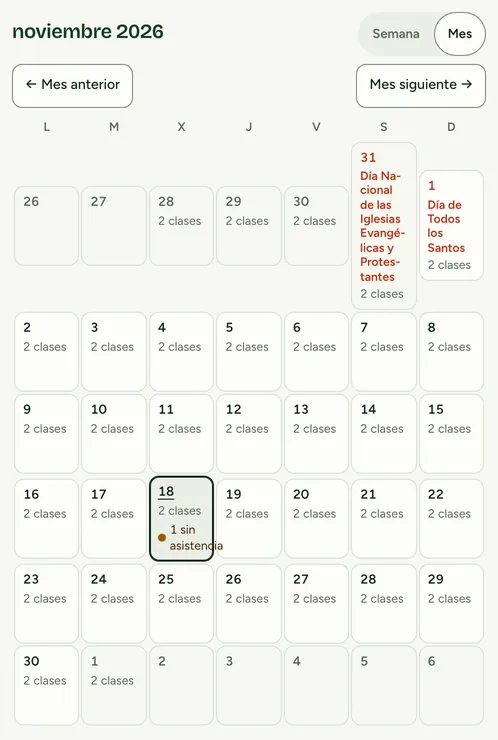 noviembre 2026
Semana
Mes
← Mes anterior
Mes siguiente →
L M X J V S D
26
27
28
2 clases
29
2 clases
30
2 clases
31
Día Na-
cional
de las
Iglesias
Evangé-
licas y
Protes-
tantes
2 clases
1
Día de
Todos
los
Santos
2 clases
2
2 clases
3
2 clases
4
2 clases
5
2 clases
6
2 clases
7
2 clases
8
2 clases
9
2 clases
10
2 clases
11
2 clases
12
2 clases
13
2 clases
14
2 clases
15
2 clases
16
2 clases
17
2 clases
18
2 clases
1 sin
asistencia
19
2 clases
20
2 clases
21
2 clases
22
2 clases
23
2 clases
24
2 clases
25
2 clases
26
2 clases
27
2 clases
28
2 clases
29
2 clases
30
2 clases
1
2 clases
2
3
4
5
6